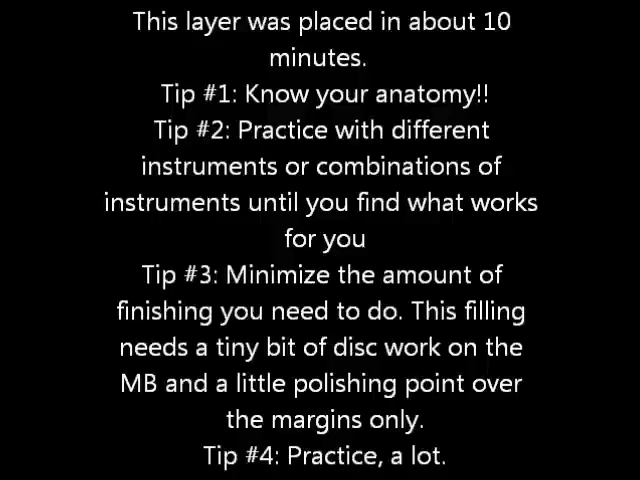 This layer was placed in about 10
minutes.
Tip #1: Know your anatomy!!
Tip #2: Practice with different
instruments or combinations of
instruments until you find what works
for you
Tip #3: Minimize the amount of
finishing you need to do. This filling
needs a tiny bit of disc work on the
MB and a little polishing point over
the margins only.
Tip #4: Practice, a lot.